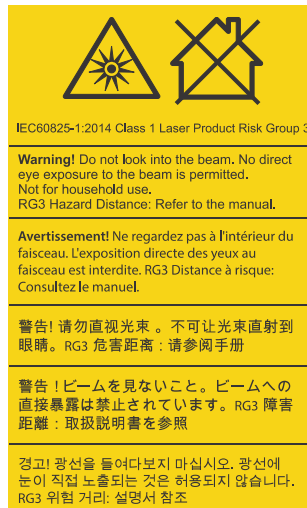 IEC60825-1:2014 Class 1 Laser Product Risk Group 3
Warning! Do not look into the beam. No direct
eye exposure to the beam is permitted.
Not for household use.
RG3 Hazard Distance: Refer to the manual.
Avertissement! Ne regardez pas à l'intérieur du
faisceau. L'exposition directe des yeux au
faisceau est interdite. RG3 Distance à risque:
Consultez le manuel.
警告! 请勿直视光束 。不可让光束直射到
眼睛。RG3 危害距离 : 请参阅手册
警告 ! ビームを見ないこと。ビームへの
直接暴露は禁止されています。RG3 障害
距離 : 取扱説明書を参照
경고! 광선을 들여다보지 마십시오. 광선에
눈이 직접 노출되는 것은 허용되지 않습니다.
RG3 위험 거리: 설명서 참조